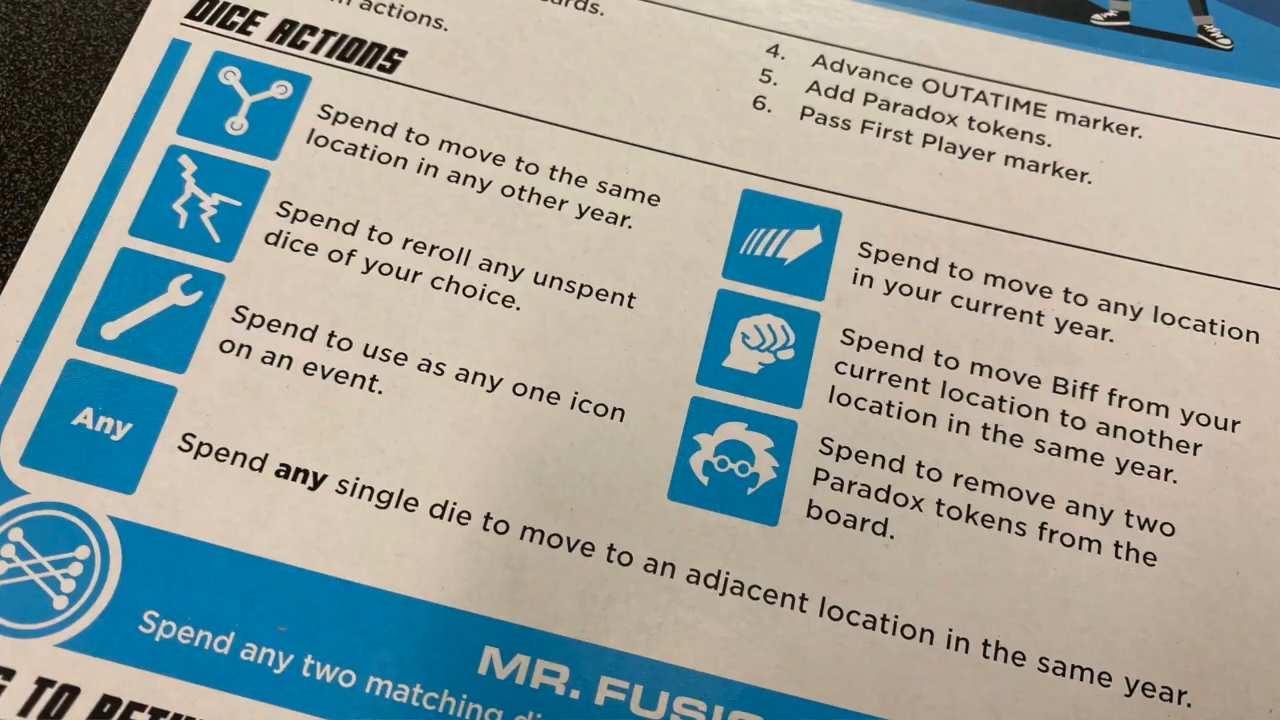 actions.
4. Advance OUTATIME marker.
5. Add Paradox tokens.
6. Pass First Player marker.
DICE ACTIONS
Spend to move to the same
location in any other year.
Spend to reroll any unspent
dice of your choice.
Spend to use as any one icon
on an event.
Spend to move to any location
in your current year.
Spend to move Biff from your
current location to another
location in the same year.
Spend to remove any two
Paradox tokens from the
board.
Any
Spend any single die to move to an adjacent location in the same year.
MR.
Spend any two matching
TO